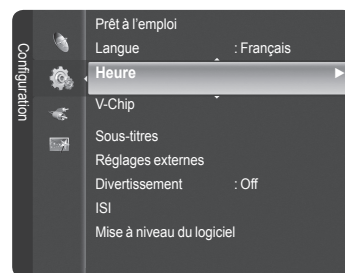 Configuration
Prêt à l'emploi
Langue : Français
Heure
V-Chip
Sous-titres
Réglages externes
Divertissement : Off
ISI
Mise à niveau du logiciel